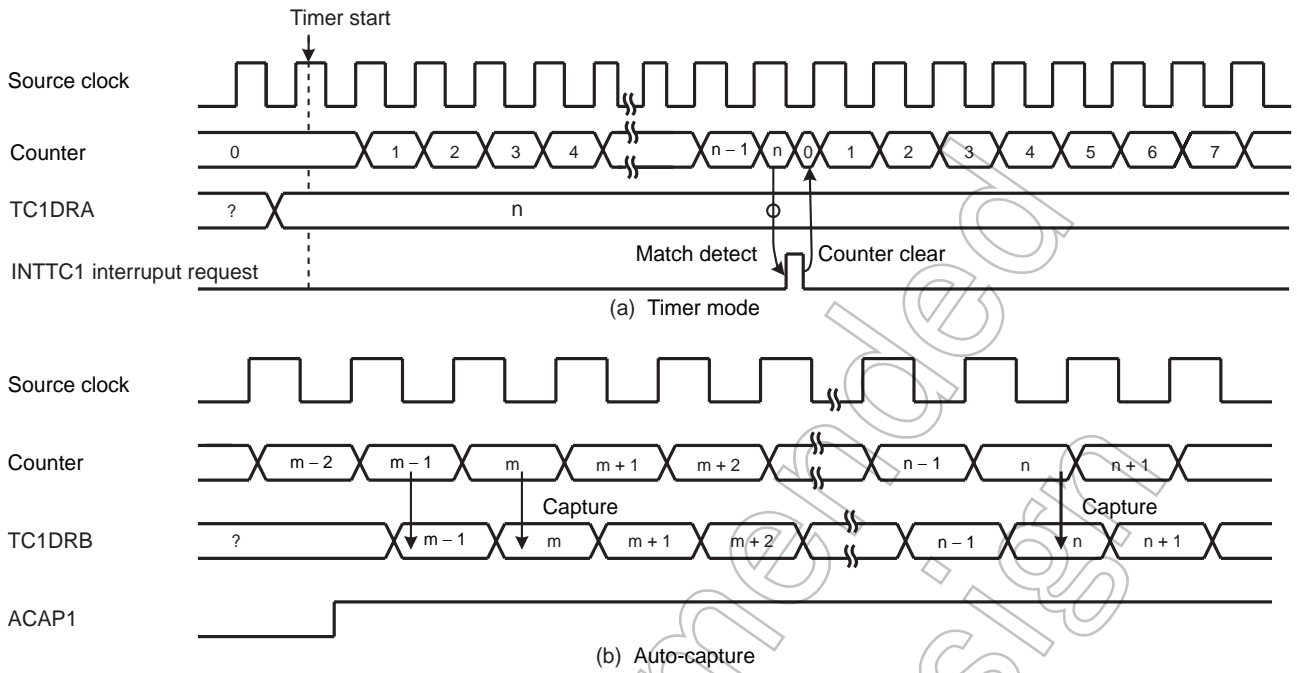 Timer start
Source clock
Counter
0 1 2 3 4 n – 1 n 0 1 2 3 4 5 6 7
TC1DRA
? n
Match detect Counter clear
INTTC1 interruput request
(a) Timer mode
Source clock
Counter
m – 2 m – 1 m m + 1 m + 2 n – 1 n n + 1
Capture Capture
TC1DRB
? m – 1 m m + 1 m + 2 n – 1 n n + 1
ACAP1
(b) Auto-capture
mended
sign